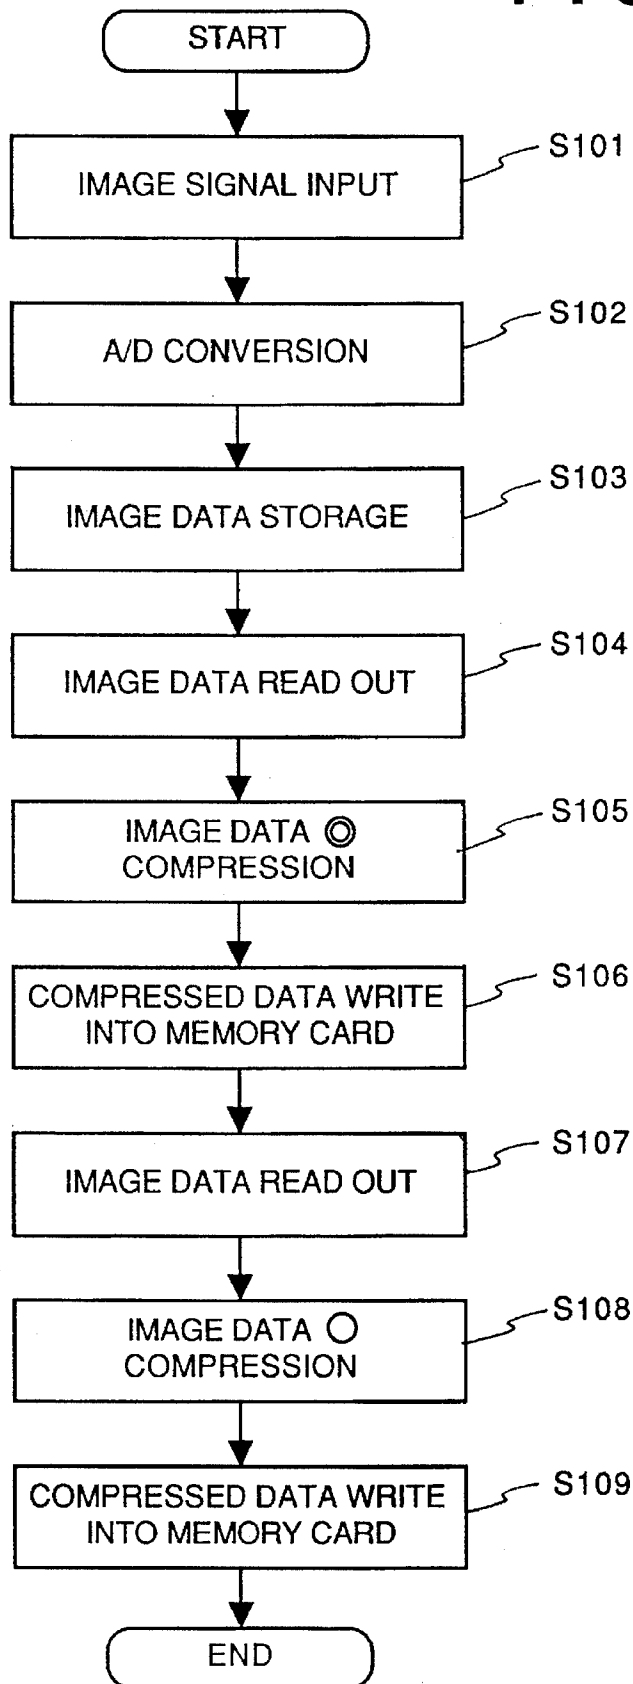 START
S101
IMAGE SIGNAL INPUT
S102
A/D CONVERSION
S103
IMAGE DATA STORAGE
S104
IMAGE DATA READ OUT
S105
IMAGE DATA ◎
COMPRESSION
S106
COMPRESSED DATA WRITE
INTO MEMORY CARD
S107
IMAGE DATA READ OUT
S108
IMAGE DATA ○
COMPRESSION
S109
COMPRESSED DATA WRITE
INTO MEMORY CARD
END